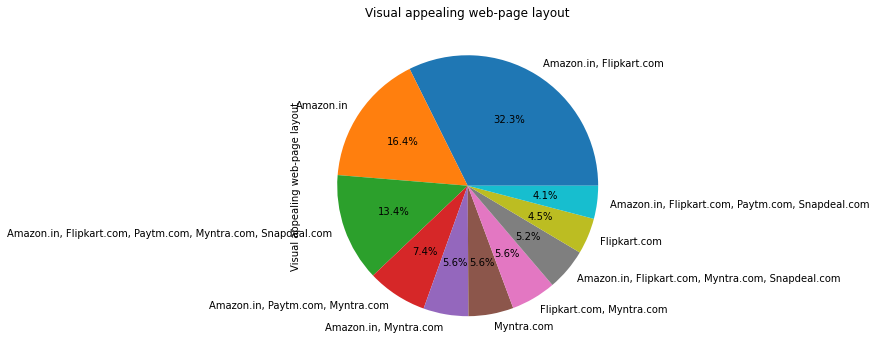 Visual appealing web-page layout
Amazon.in, Flipkart.com
32.3%
Amazon.in
16.4%
Visual appealing web-page layout
13.4%
Amazon.in, Flipkart.com, Paytm.com, Myntra.com, Snapdeal.com
7.4%
Amazon.in, Paytm.com, Myntra.com
5.6%
Amazon.in, Myntra.com
5.6%
Myntra.com
5.6%
Flipkart.com, Myntra.com
5.2%
Amazon.in, Flipkart.com, Myntra.com, Snapdeal.com
4.5%
Flipkart.com
4.1%
Amazon.in, Flipkart.com, Paytm.com, Snapdeal.com